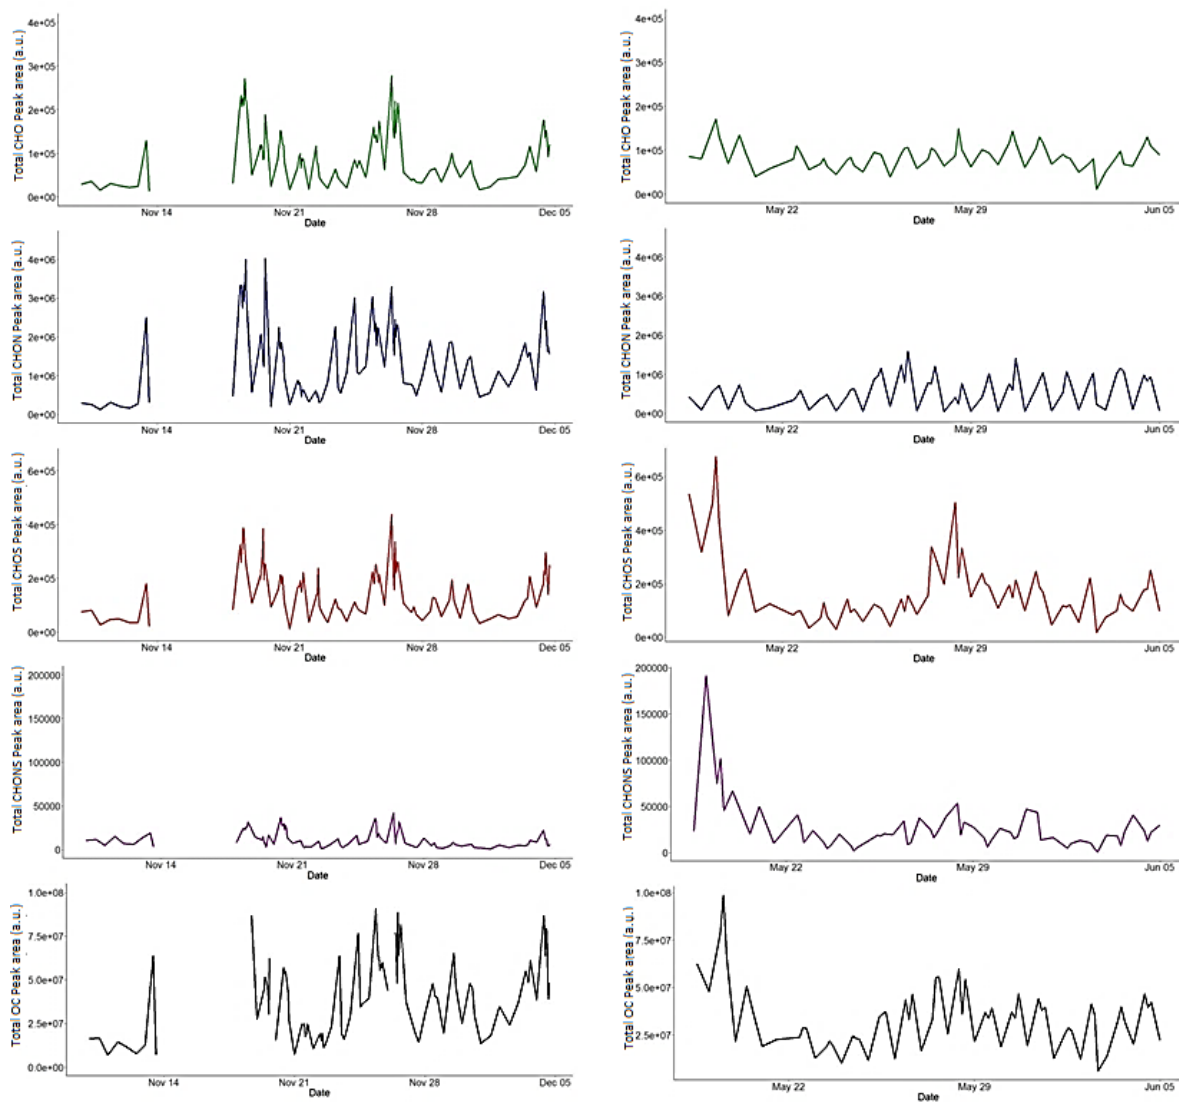 Total CHO Peak area (a.u.)
4e+05
3e+05
2e+05
1e+05
0e+00
Nov 14 Nov 21 Nov 28 Dec 05
Date
Total CHO Peak area (a.u.)
4e+05
3e+05
2e+05
1e+05
0e+00
May 22 May 29 Jun 05
Date
Total CHON Peak area (a.u.)
4e+06
3e+06
2e+06
1e+06
0e+00
Nov 14 Nov 21 Nov 28 Dec 05
Date
Total CHON Peak area (a.u.)
4e+06
3e+06
2e+06
1e+06
0e+00
May 22 May 29 Jun 05
Date
Total CHOS Peak area (a.u.)
6e+05
4e+05
2e+05
0e+00
Nov 14 Nov 21 Nov 28 Dec 05
Date
Total CHOS Peak area (a.u.)
6e+05
4e+05
2e+05
0e+00
May 22 May 29 Jun 05
Date
Total CHONS Peak area (a.u.)
200000
150000
100000
50000
0
Nov 14 Nov 21 Nov 28 Dec 05
Date
Total CHONS Peak area (a.u.)
200000
150000
100000
50000
0
May 22 May 29 Jun 05
Date
Total OC Peak area (a.u.)
1.0e+08
7.5e+07
5.0e+07
2.5e+07
0.0e+00
Nov 14 Nov 21 Nov 28 Dec 05
Date
Total OC Peak area (a.u.)
1.0e+08
7.5e+07
5.0e+07
2.5e+07
May 22 May 29 Jun 05
Date